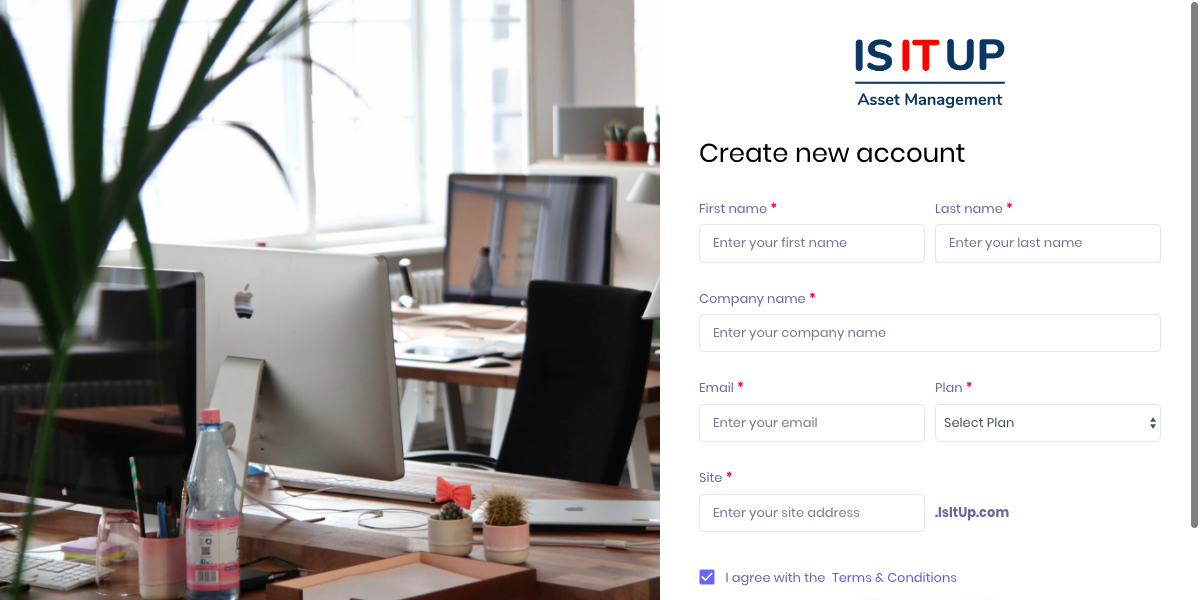 IS IT UP
Asset Management
Create new account
First name * Last name *
Enter your first name Enter your last name
Company name *
Enter your company name
Email * Plan *
Enter your email Select Plan
Site *
Enter your site address .IsItUp.com
I agree with the Terms & Conditions